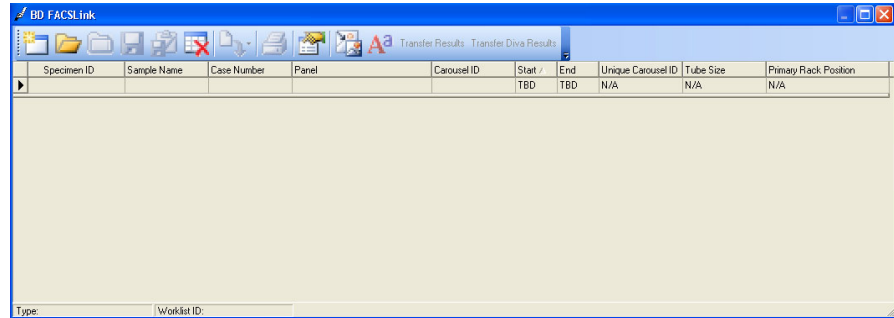 BD FACSLink
Aa Transfer Results Transfer Diva Results
Specimen ID Sample Name Case Number Panel Carousel ID Start End Unique Carousel ID Tube Size Primary Rack Position
TBD TBD N/A N/A N/A
Type: Worklist ID: